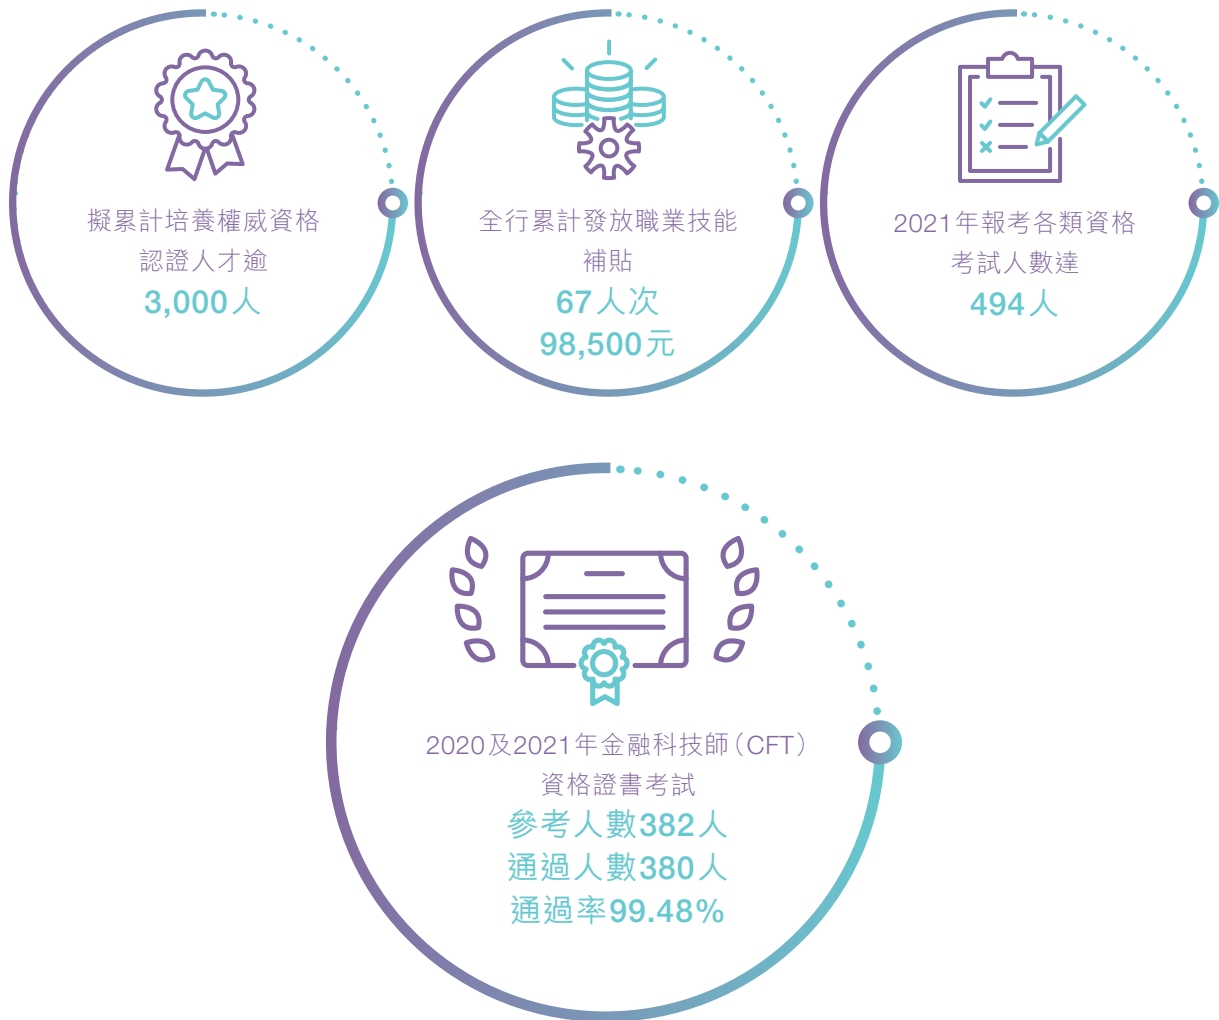 擬累計培養權威資格
認證人才逾
3,000人
全行累計發放職業技能
補貼
67人次
98,500元
2021年報考各類資格
考試人數達
494人
2020及2021年金融科技師（CFT）
資格證書考試
參考人數382人
通過人數380人
通過率99.48%